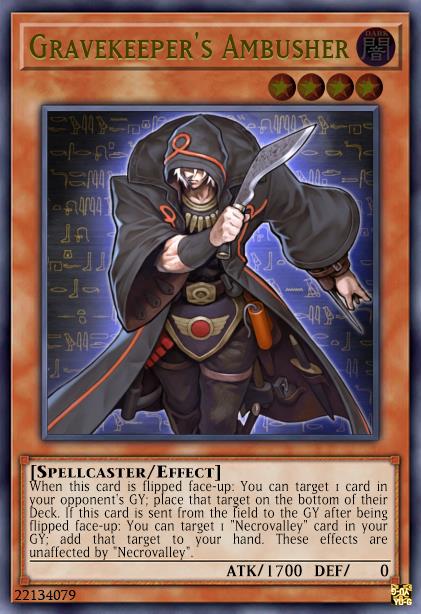 GRAVEKEEPER'S AMBUSHER
DARK
闇
[SPELLCASTER/EFFECT]
When this card is flipped face-up: You can target 1 card in
your opponent's GY; place that target on the bottom of their
Deck. If this card is sent from the field to the GY after being
flipped face-up: You can target 1 "Necrovalley" card in your
GY; add that target to your hand. These effects are
unaffected by "Necrovalley".
ATK/1700 DEF/ 0
22134079